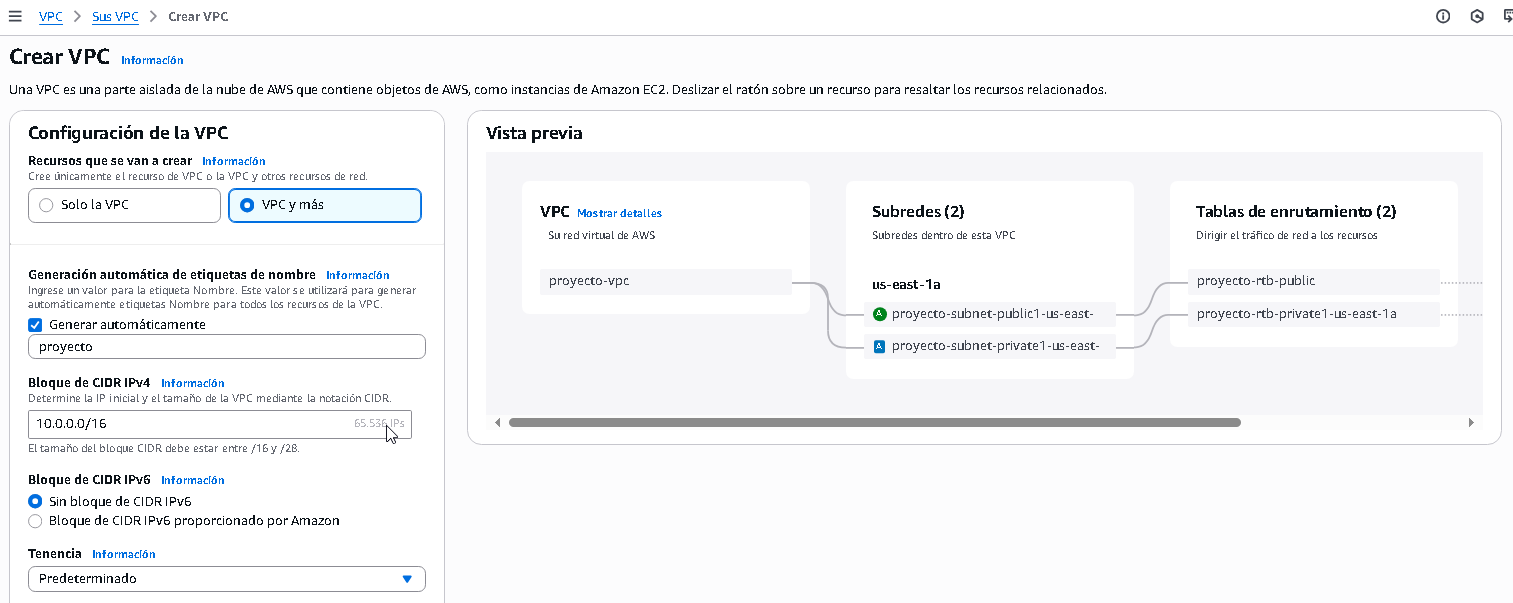 VPC > Sus VPC > Crear VPC
Crear VPC Información
Una VPC es una parte aislada de la nube de AWS que contiene objetos de AWS, como instancias de Amazon EC2. Deslizar el ratón sobre un recurso para resaltar los recursos relacionados.
Configuración de la VPC
Recursos que se van a crear Información
Cree únicamente el recurso de VPC o la VPC y otros recursos de red.
Solo la VPC
VPC y más
Generación automática de etiquetas de nombre Información
Ingrese un valor para la etiqueta Nombre. Este valor se utilizará para generar
automáticamente etiquetas Nombre para todos los recursos de la VPC.
Generar automáticamente
proyecto
Bloque de CIDR IPv4 Información
Determine la IP inicial y el tamaño de la VPC mediante la notación CIDR.
10.0.0.0/16 65.536 IPs
El tamaño del bloque CIDR debe estar entre /16 y /28.
Bloque de CIDR IPv6 Información
Sin bloque de CIDR IPv6
Bloque de CIDR IPv6 proporcionado por Amazon
Tenencia Información
Predeterminado
Vista previa
VPC Mostrar detalles
Su red virtual de AWS
proyecto-vpc
Subredes (2)
Subredes dentro de esta VPC
us-east-1a
A proyecto-subnet-public1-us-east-
A proyecto-subnet-private1-us-east-
Tablas de enrutamiento (2)
Dirigir el tráfico de red a los recursos
proyecto-rtb-public
proyecto-rtb-private1-us-east-1a